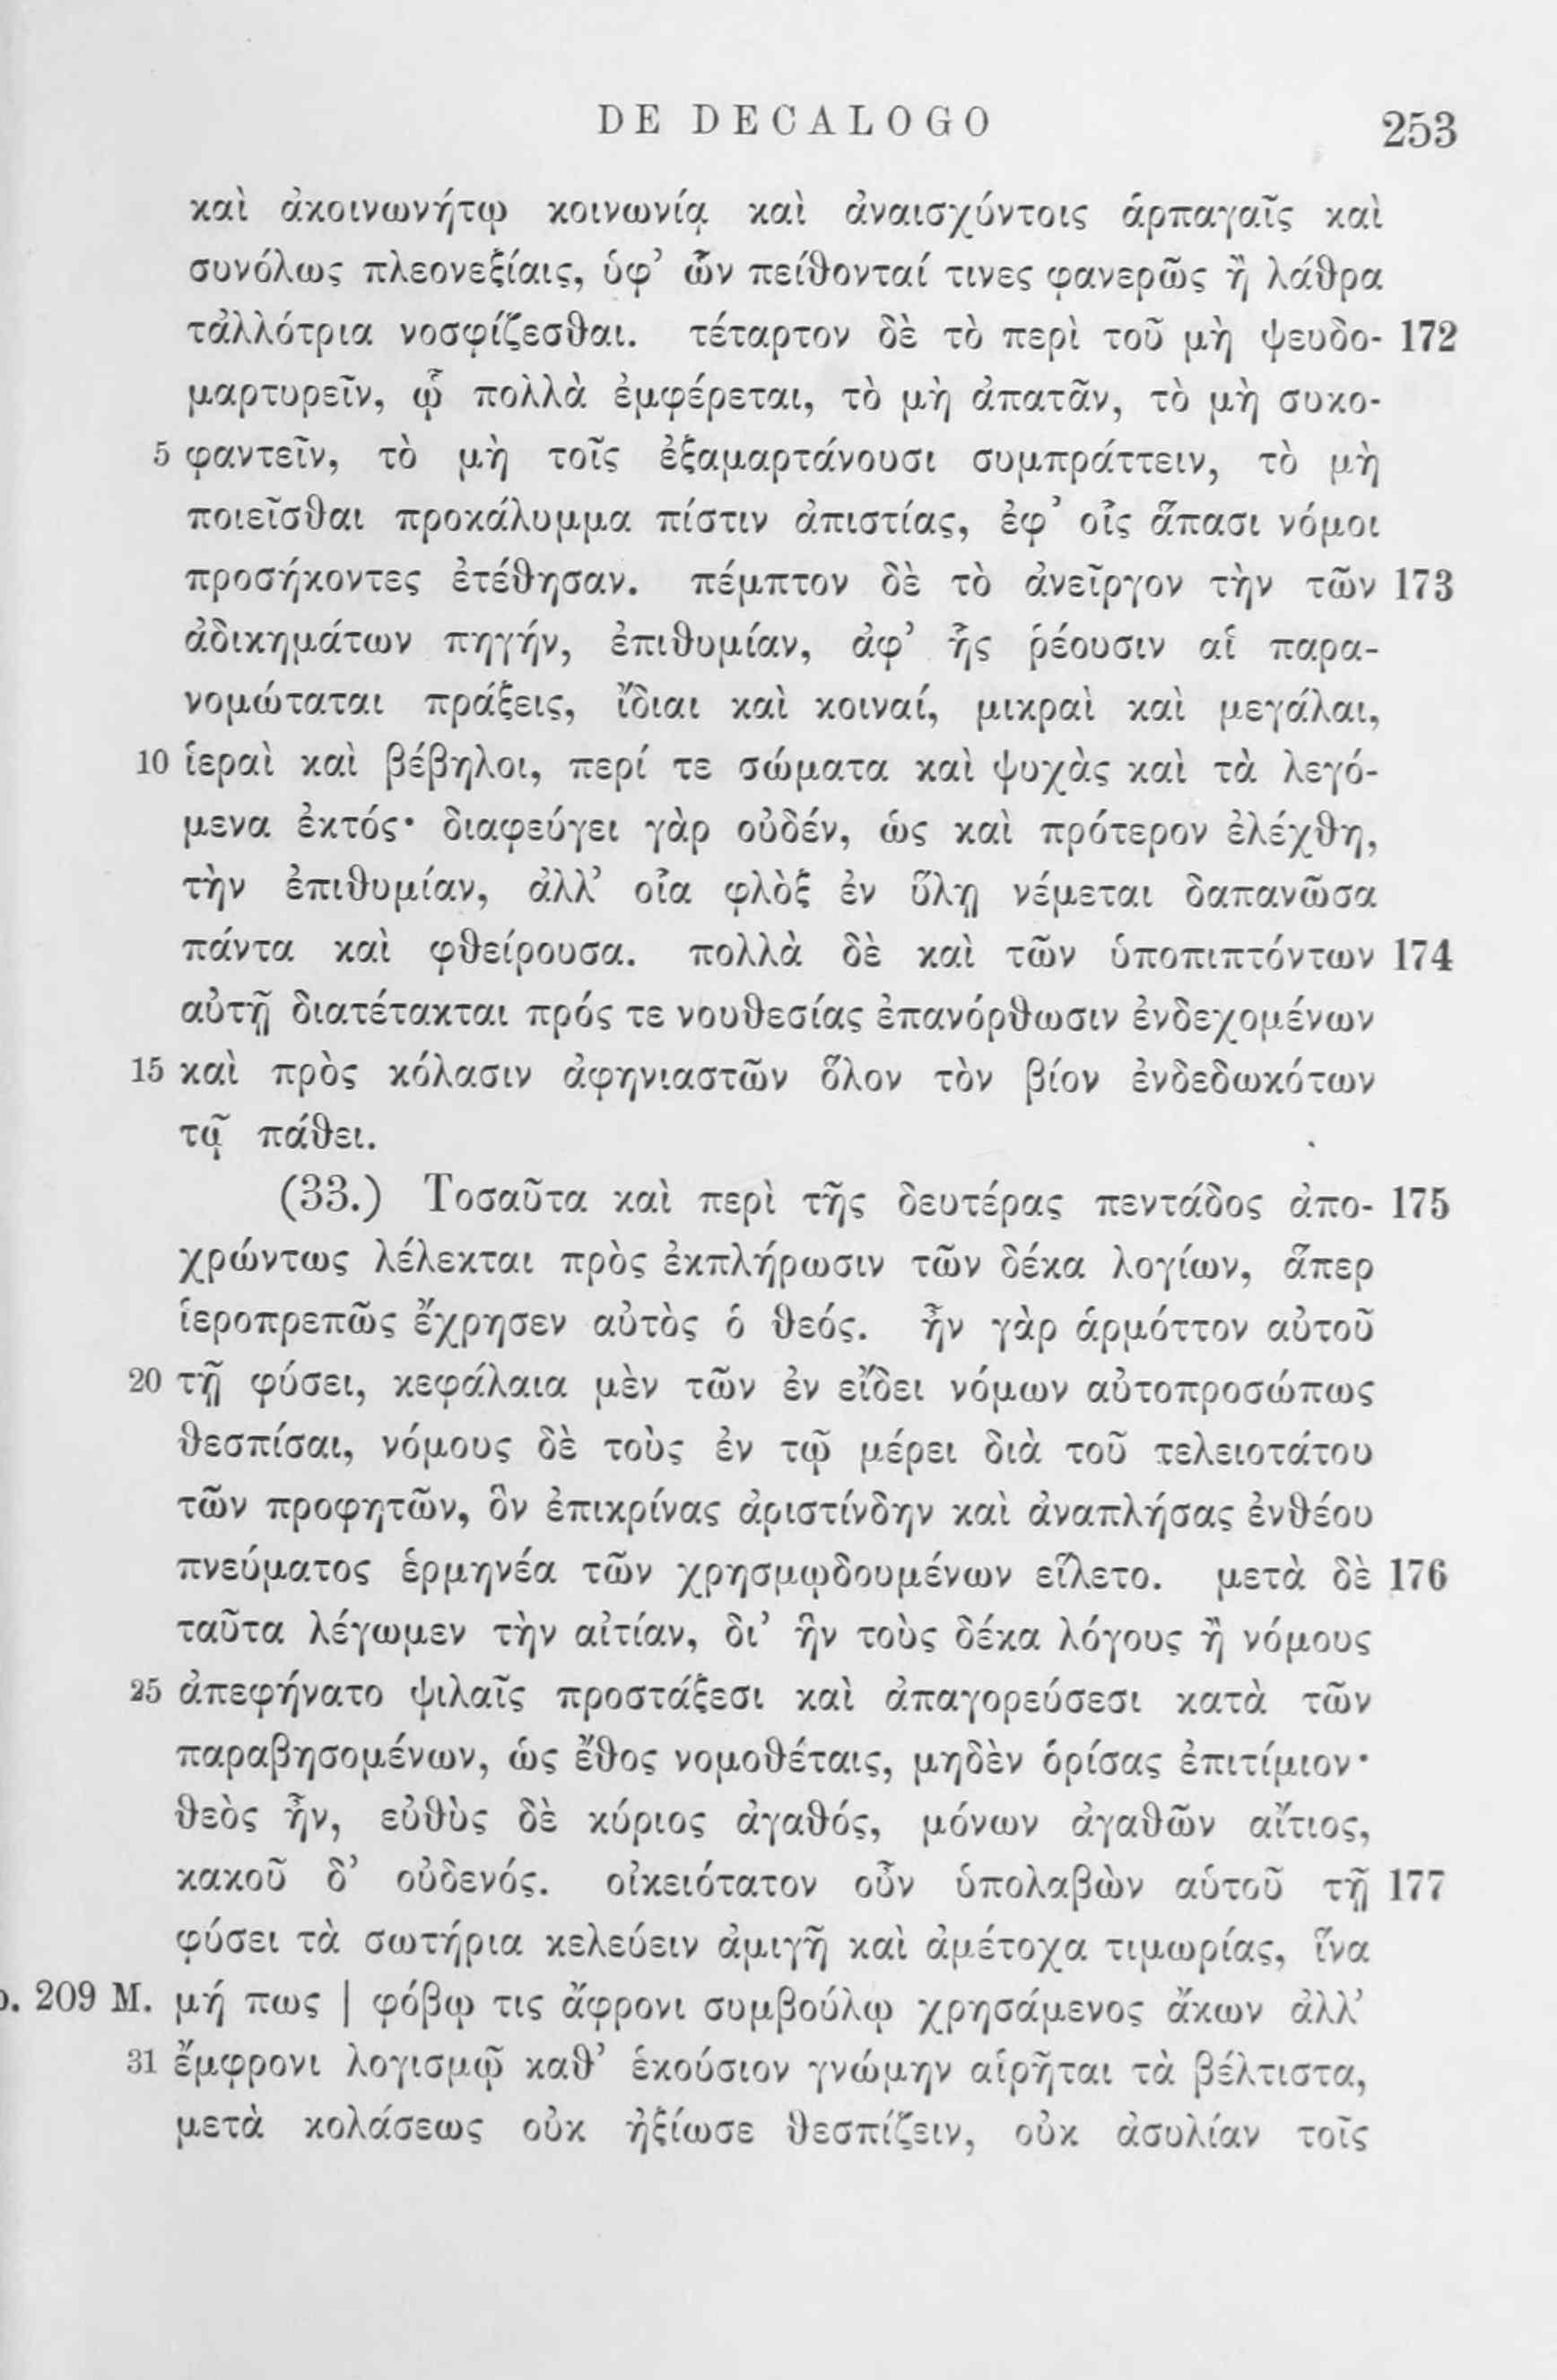 DE DECALOGO 253
καὶ ἀκοινωνήτῳ κοινωνίᾳ καὶ ἀναισχύντοις ἁρπαγαῖς καὶ
συνόλως πλεονεξίαις, ὑφ’ ὧν πείθονταί τινες φανερῶς ἢ λάθρα
τἀλλότρια νοσφίζεσθαι. τέταρτον δὲ τὸ περὶ τοῦ μὴ ψευδο- 172
μαρτυρεῖν, ᾧ πολλὰ ἐμφέρεται, τὸ μὴ ἀπατᾶν, τὸ μὴ συκο-
5 φαντεῖν, τὸ μὴ τοῖς ἐξαμαρτάνουσι συμπράττειν, τὸ μὴ
ποιεῖσθαι προκάλυμμα πίστιν ἀπιστίας, ἐφ’ οἷς ἅπασι νόμοι
προσήκοντες ἐτέθησαν. πέμπτον δὲ τὸ ἀνεῖργον τὴν τῶν 173
ἀδικημάτων πηγήν, ἐπιθυμίαν, ἀφ’ ἧς ῥέουσιν αἱ παρα-
νομώταται πράξεις, ἴδιαι καὶ κοιναί, μικραὶ καὶ μεγάλαι,
10 ἱεραὶ καὶ βέβηλοι, περί τε σώματα καὶ ψυχὰς καὶ τὰ λεγό-
μενα ἐκτός· διαφεύγει γὰρ οὐδέν, ὡς καὶ πρότερον ἐλέχθη,
τὴν ἐπιθυμίαν, ἀλλ’ οἷα φλὸξ ἐν ὕλῃ νέμεται δαπανῶσα
πάντα καὶ φθείρουσα. πολλὰ δὲ καὶ τῶν ὑποπιπτόντων 174
αὐτῇ διατέτακται πρός τε νουθεσίας ἐπανόρθωσιν ἐνδεχομένων
15 καὶ πρὸς κόλασιν ἀφηνιαστῶν ὅλον τὸν βίον ἐνδεδωκότων
τῷ πάθει.
(33.) Τοσαῦτα καὶ περὶ τῆς δευτέρας πεντάδος ἀπο- 175
χρώντως λέλεκται πρὸς ἐκπλήρωσιν τῶν δέκα λογίων, ἅπερ
ἱεροπρεπῶς ἔχρησεν αὐτὸς ὁ θεός. ἦν γὰρ ἁρμόττον αὐτοῦ
20 τῇ φύσει, κεφάλαια μὲν τῶν ἐν εἴδει νόμων αὐτοπροσώπως
θεσπίσαι, νόμους δὲ τοὺς ἐν τῷ μέρει διὰ τοῦ τελειοτάτου
τῶν προφητῶν, ὃν ἐπικρίνας ἀριστίνδην καὶ ἀναπλήσας ἐνθέου
πνεύματος ἑρμηνέα τῶν χρησμῳδουμένων εἵλετο. μετὰ δὲ 176
ταῦτα λέγωμεν τὴν αἰτίαν, δι’ ἣν τοὺς δέκα λόγους ἢ νόμους
25 ἀπεφήνατο ψιλαῖς προστάξεσι καὶ ἀπαγορεύσεσι κατὰ τῶν
παραβησομένων, ὡς ἔθος νομοθέταις, μηδὲν ὁρίσας ἐπιτίμιον·
θεὸς ἦν, εὐθὺς δὲ κύριος ἀγαθός, μόνων ἀγαθῶν αἴτιος,
κακοῦ δ’ οὐδενός. οἰκειότατον οὖν ὑπολαβὼν αὑτοῦ τῇ 177
φύσει τὰ σωτήρια κελεύειν ἀμιγῆ καὶ ἀμέτοχα τιμωρίας, ἵνα
p. 209 M. μή πως | φόβῳ τις ἄφρονι συμβούλῳ χρησάμενος ἄκων ἀλλ’
31 ἔμφρονι λογισμῷ καθ’ ἑκούσιον γνώμην αἱρῆται τὰ βέλτιστα,
μετὰ κολάσεως οὐκ ἠξίωσε θεσπίζειν, οὐκ ἀσυλίαν τοῖς